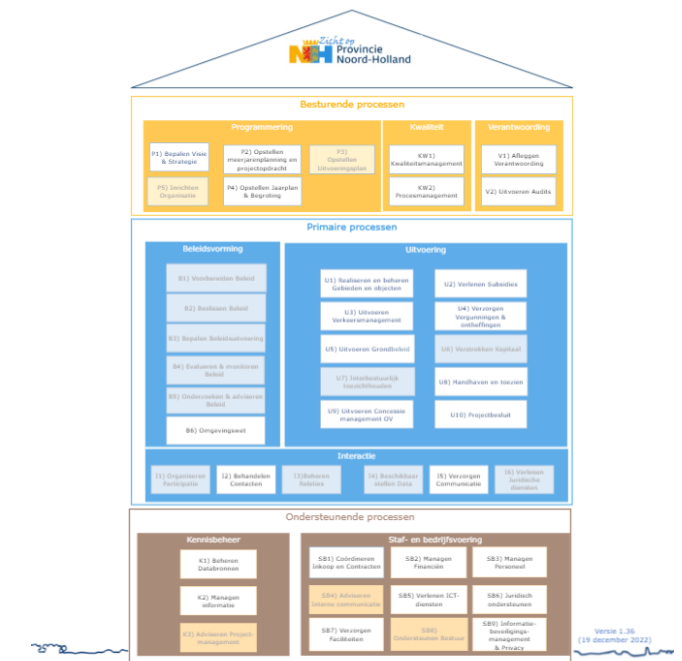 Zicht op
Provincie
Noord-Holland
Besturende processen
Programmering
P1) Bepalen Visie
& Strategie
P2) Opstellen
meerjarenplanning en
projectopdracht
P3)
Opstellen
Uitvoeringsplan
P5) Inrichten
Organisatie
P4) Opstellen Jaarplan
& Begroting
Kwaliteit
KW1)
Kwaliteitsmanagement
KW2)
Procesmanagement
Verantwoording
V1) Afleggen
Verantwoording
V2) Uitvoeren Audits
Primaire processen
Beleidsvorming
B1) Voorbereiden Beleid
B2) Beslissen Beleid
B3) Bepalen Beleidsuitvoering
B4) Evalueren & monitoren
Beleid
B5) Onderzoeken & adviseren
Beleid
B6) Omgevingswet
Uitvoering
U1) Realiseren en beheren
Gebieden en objecten
U2) Verlenen Subsidies
U3) Uitvoeren
Verkeersmanagement
U4) Verzorgen
Vergunningen &
ontheffingen
U5) Uitvoeren Grondbeleid
U6) Verstrekken Kapitaal
U7) Interbestuurlijk
toezichthouden
U8) Handhaven en toezien
U9) Uitvoeren Concessie
management OV
U10) Projectbesluit
Interactie
I1) Organiseren
Participatie
I2) Behandelen
Contacten
I3)Beheren
Relaties
I4) Beschikbaar
stellen Data
I5) Verzorgen
Communicatie
I6) Verlenen
Juridische
diensten
Ondersteunende processen
Kennisbeheer
K1) Beheren
Databronnen
K2) Managen
informatie
K3) Adviseren Project-
management
Staf- en bedrijfsvoering
SB1) Coördineren
Inkoop en Contracten
SB2) Managen
Financiën
SB3) Managen
Personeel
SB4) Adviseren
Interne communicatie
SB5) Verlenen ICT-
diensten
SB6) Juridisch
ondersteunen
SB7) Verzorgen
Faciliteiten
SB8)
Ondersteunen Bestuur
SB9) Informatie-
beveiligings-
management
& Privacy
Versie 1.36
(19 december 2022)